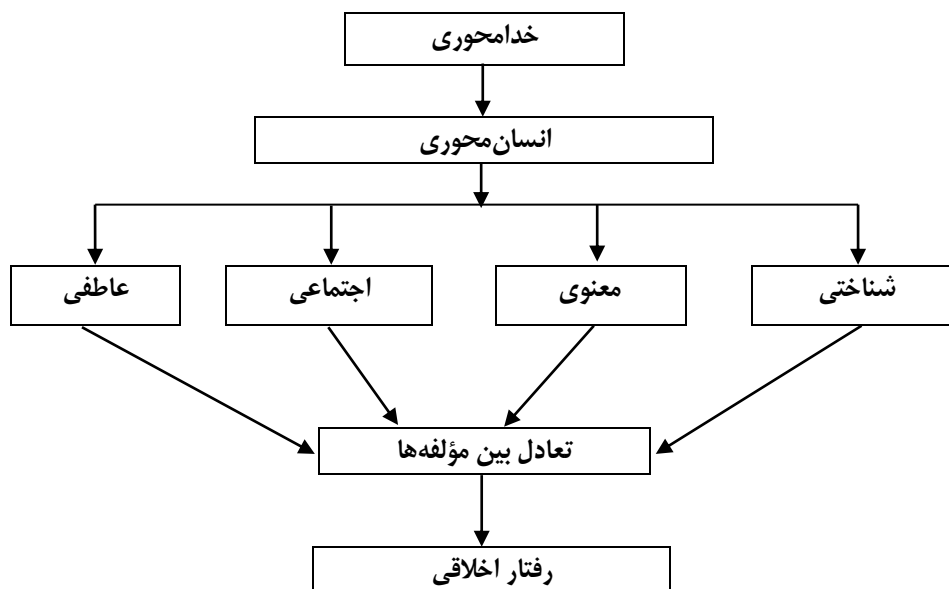 خدامحوری
انسان‌محوری
شناختی
معنوی
اجتماعی
عاطفی
تعادل بین مؤلفه‌ها
رفتار اخلاقی